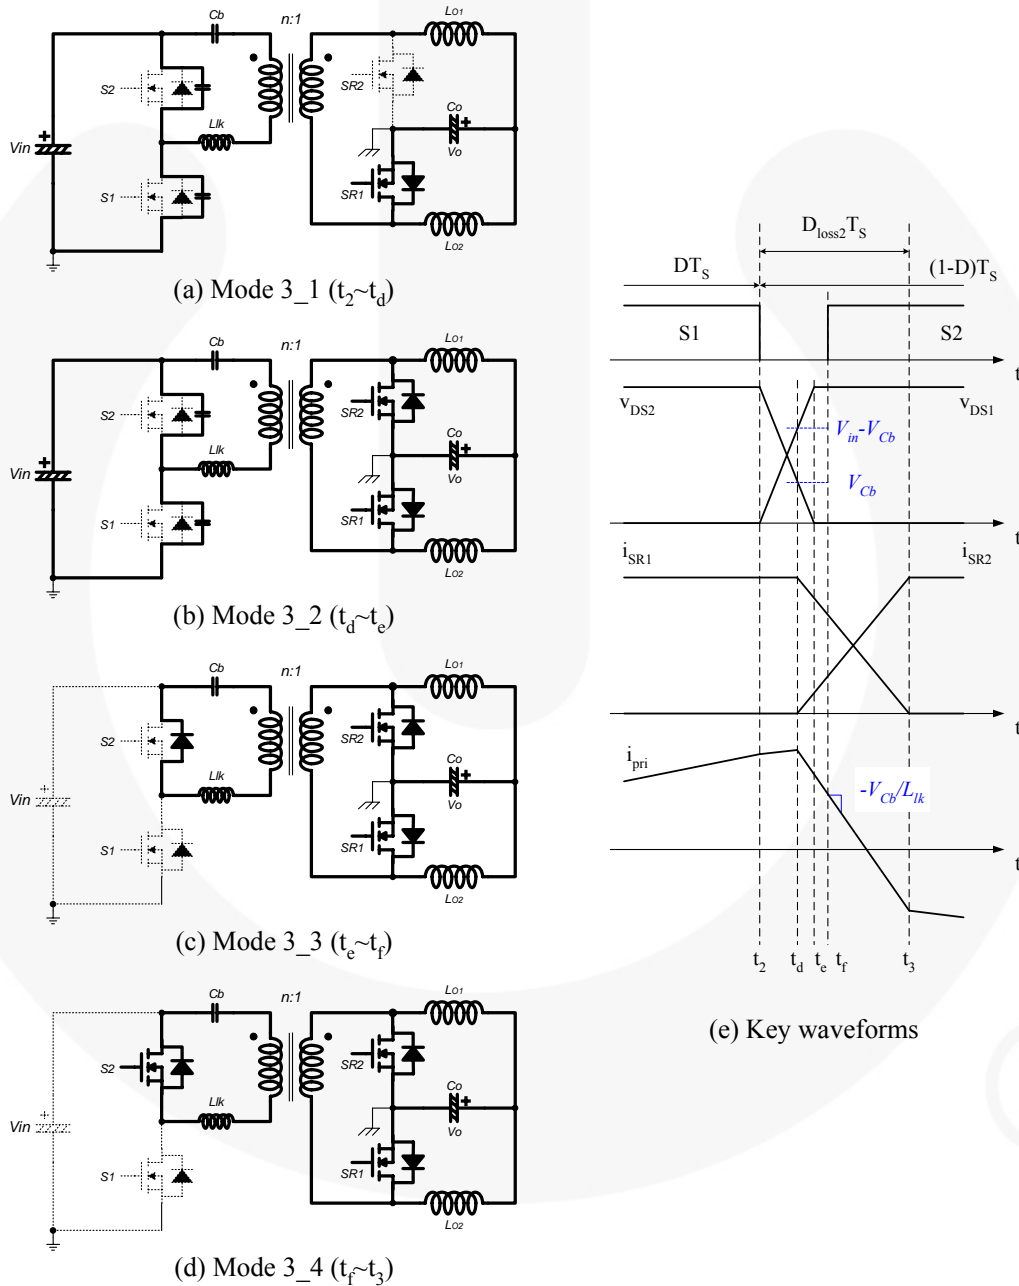 Cb
n:1
LO1
S2
SR2
Llk
Co
Vo
Vin
S1
SR1
LO2
(a) Mode 3_1 (t2~td)
Cb
n:1
LO1
S2
SR2
Llk
Co
Vo
Vin
S1
SR1
LO2
(b) Mode 3_2 (td~te)
Cb
n:1
LO1
S2
SR2
Llk
Co
Vo
Vin
S1
SR1
LO2
(c) Mode 3_3 (te~tf)
Cb
n:1
LO1
S2
SR2
Llk
Co
Vo
Vin
S1
SR1
LO2
(d) Mode 3_4 (tf~t3)
Dloss2TS
DTS
(1-D)TS
S1
S2
t
vDS2
vDS1
Vin-VCb
VCb
t
iSR1
iSR2
t
ipri
-VCb/Llk
t
t2
td
te
tf
t3
(e) Key waveforms